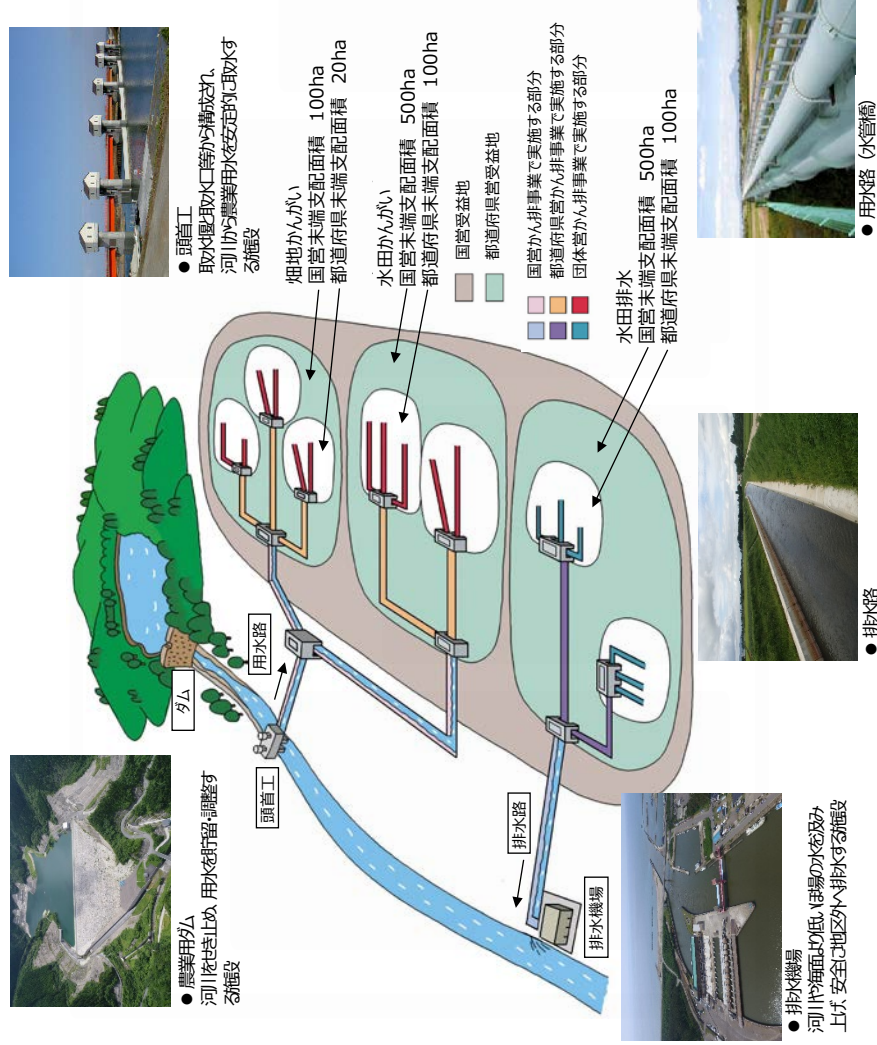 ● 農業用ダム
河川をせき止め、用水を貯留・調整す
る施設
● 頭首工
取水堰と取水口等から構成され、
河川から農業用水を安定的に取水す
る施設
ダム
用水路
頭首工
排水路
排水機場
畑地かんがい
国営末端支配面積 100ha
都道府県末端支配面積 20ha
水田かんがい
国営末端支配面積 500ha
都道府県末端支配面積 100ha
国営受益地
都道府県営受益地
国営かん排事業で実施する部分
都道府県営かん排事業で実施する部分
団体営かん排事業で実施する部分
水田排水
国営末端支配面積 500ha
都道府県末端支配面積 100ha
● 排水機場
河川や海面より低いほ場の水を汲み
上げ、安全に地区外へ排水する施設
● 排水路
● 用水路（水管橋）